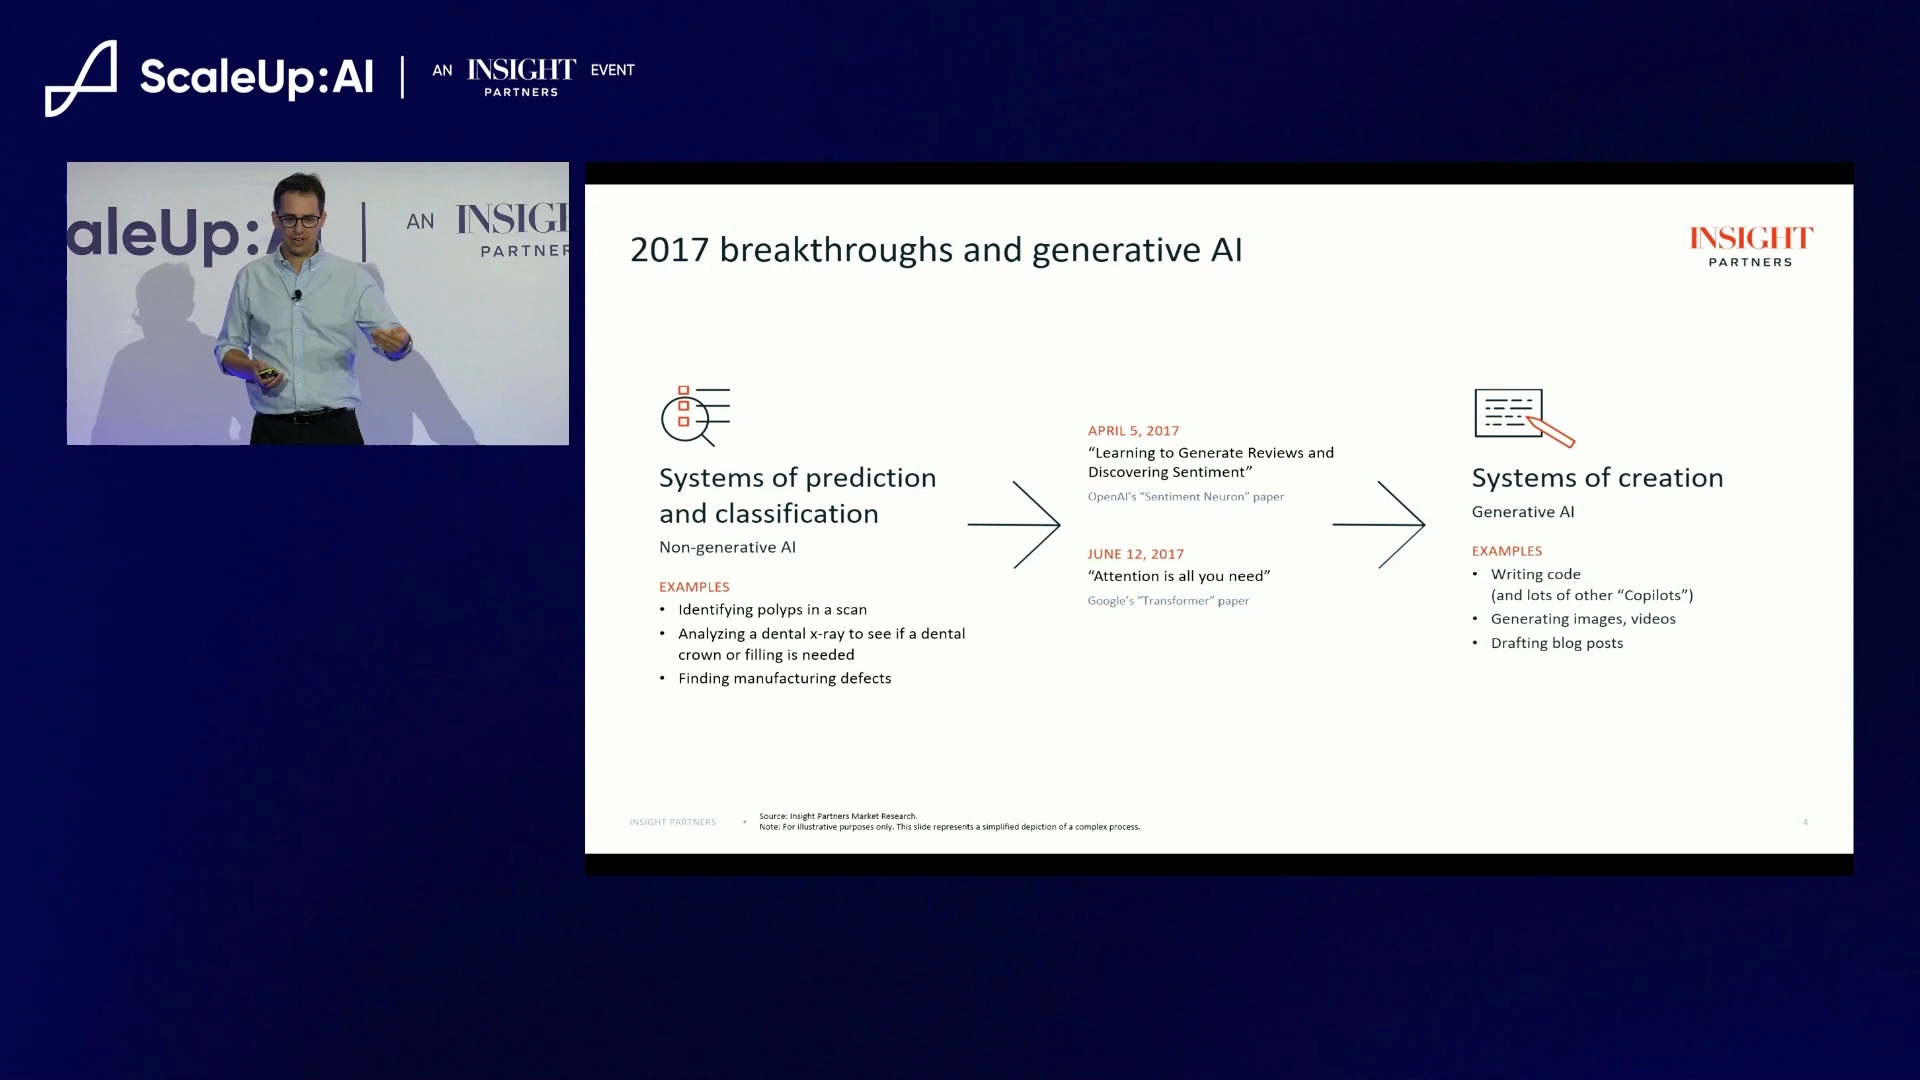 ScaleUp:AI
AN INSIGHT EVENT
PARTNERS
aleUp:A
AN INSIGH
PARTNER
2017 breakthroughs and generative AI
INSIGHT
PARTNERS
Systems of prediction
and classification
Non-generative AI
EXAMPLES
• Identifying polyps in a scan
• Analyzing a dental x-ray to see if a dental
crown or filling is needed
• Finding manufacturing defects
APRIL 5, 2017
“Learning to Generate Reviews and
Discovering Sentiment”
OpenAI’s “Sentiment Neuron” paper
JUNE 12, 2017
“Attention is all you need”
Google’s “Transformer” paper
Systems of creation
Generative AI
EXAMPLES
• Writing code
(and lots of other “Copilots”)
• Generating images, videos
• Drafting blog posts
INSIGHT PARTNERS
• Source: Insight Partners Market Research.
Note: For illustrative purposes only. This slide represents a simplified depiction of a complex process.
4